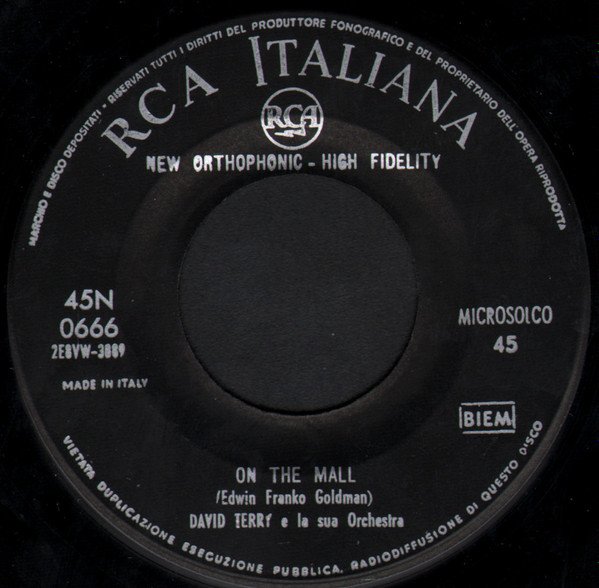 MARCHIO E DISCO DEPOSITATI · RISERVATI TUTTI I DIRITTI DEL PRODUTTORE FONOGRAFICO E DEL PROPRIETARIO DELL'OPERA RIPRODOTTA
RCA ITALIANA
RCA
NEW ORTHOPHONIC - HIGH FIDELITY
45N
0666
2E8VW-3889
MADE IN ITALY
MICROSOLCO
45
BIEM
ON THE MALL
(Edwin Franko Goldman)
DAVID TERRY e la sua Orchestra
VIETATA DUPLICAZIONE ESECUZIONE PUBBLICA, RADIODIFFUSIONE DI QUESTO DISCO